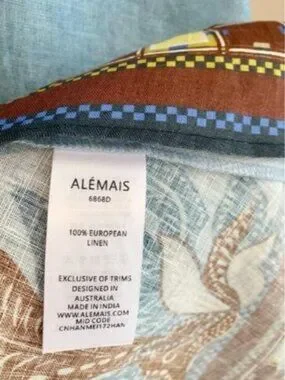 ALÉMAIS
6868D
100% EUROPEAN
LINEN
EXCLUSIVE OF TRIMS
DESIGNED IN
AUSTRALIA
MADE IN INDIA
WWW.ALEMAIS.COM
MID CODE
CNHANMEI172HAN